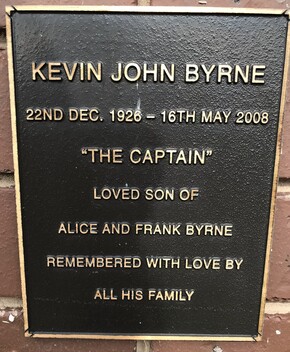 KEVIN JOHN BYRNE
22ND DEC. 1926 – 16TH MAY 2008
"THE CAPTAIN"
LOVED SON OF
ALICE AND FRANK BYRNE
REMEMBERED WITH LOVE BY
ALL HIS FAMILY